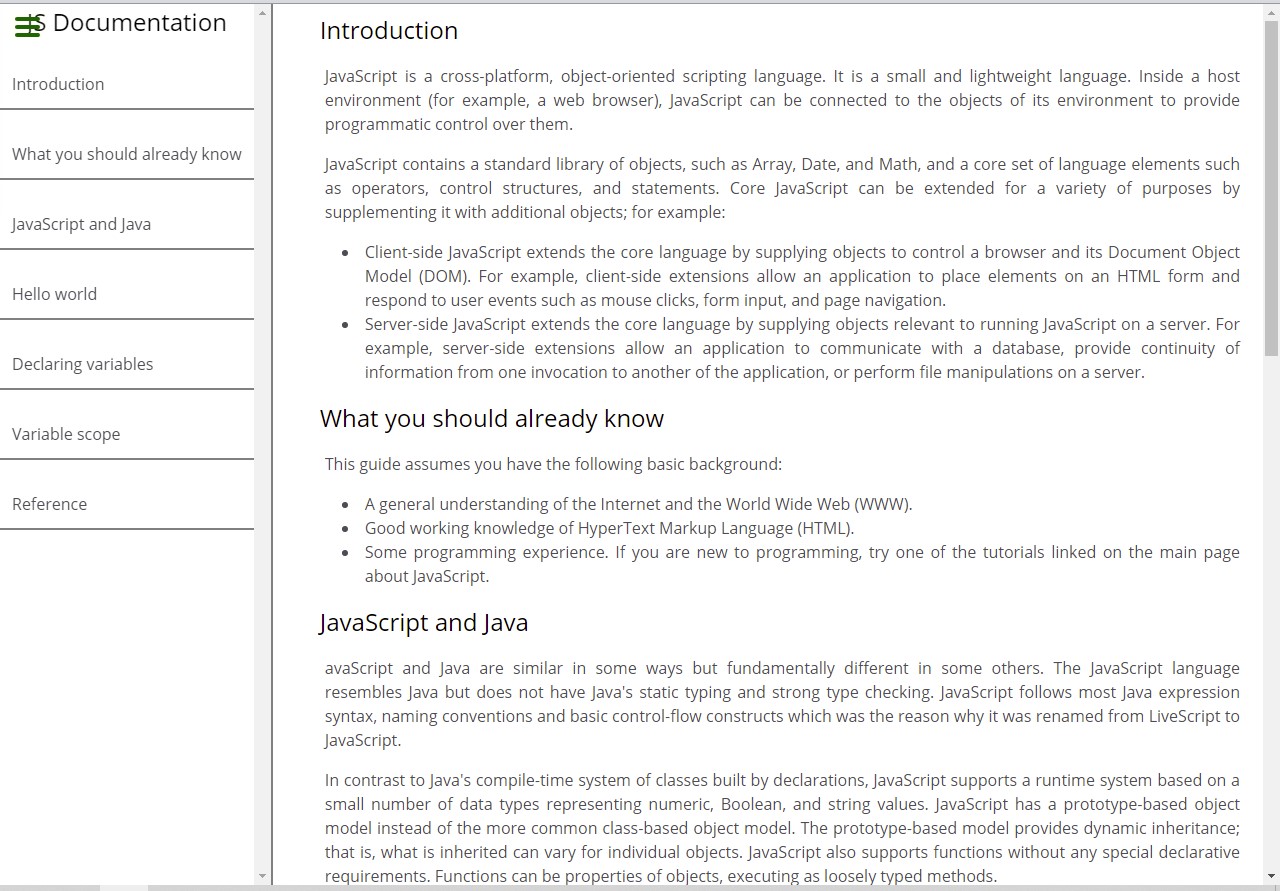 JS Documentation
Introduction
What you should already know
JavaScript and Java
Hello world
Declaring variables
Variable scope
Reference
Introduction
JavaScript is a cross-platform, object-oriented scripting language. It is a small and lightweight language. Inside a host
environment (for example, a web browser), JavaScript can be connected to the objects of its environment to provide
programmatic control over them.
JavaScript contains a standard library of objects, such as Array, Date, and Math, and a core set of language elements such
as operators, control structures, and statements. Core JavaScript can be extended for a variety of purposes by
supplementing it with additional objects; for example:
• Client-side JavaScript extends the core language by supplying objects to control a browser and its Document Object
Model (DOM). For example, client-side extensions allow an application to place elements on an HTML form and
respond to user events such as mouse clicks, form input, and page navigation.
• Server-side JavaScript extends the core language by supplying objects relevant to running JavaScript on a server. For
example, server-side extensions allow an application to communicate with a database, provide continuity of
information from one invocation to another of the application, or perform file manipulations on a server.
What you should already know
This guide assumes you have the following basic background:
• A general understanding of the Internet and the World Wide Web (WWW).
• Good working knowledge of HyperText Markup Language (HTML).
• Some programming experience. If you are new to programming, try one of the tutorials linked on the main page
about JavaScript.
JavaScript and Java
avaScript and Java are similar in some ways but fundamentally different in some others. The JavaScript language
resembles Java but does not have Java's static typing and strong type checking. JavaScript follows most Java expression
syntax, naming conventions and basic control-flow constructs which was the reason why it was renamed from LiveScript to
JavaScript.
In contrast to Java's compile-time system of classes built by declarations, JavaScript supports a runtime system based on a
small number of data types representing numeric, Boolean, and string values. JavaScript has a prototype-based object
model instead of the more common class-based object model. The prototype-based model provides dynamic inheritance;
that is, what is inherited can vary for individual objects. JavaScript also supports functions without any special declarative
requirements. Functions can be properties of objects, executing as loosely typed methods.